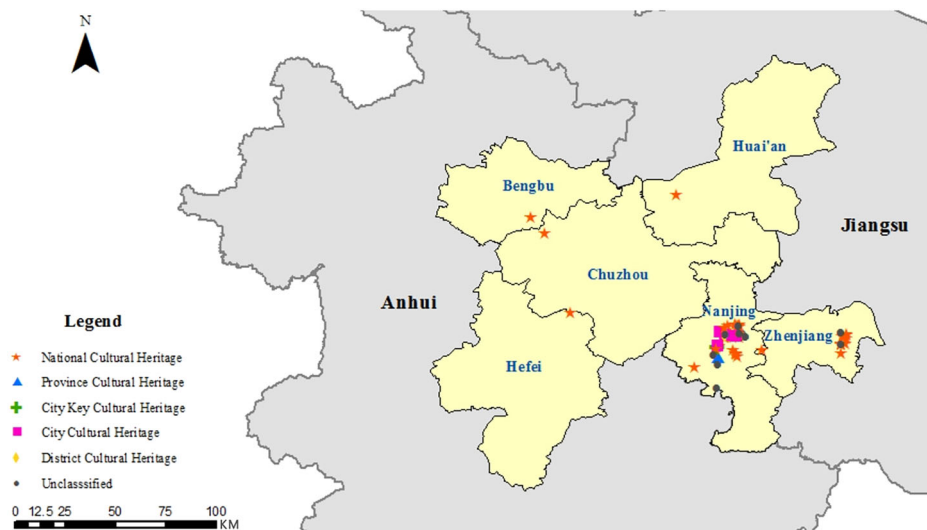 N
Huai'an
Bengbu
Jiangsu
Chuzhou
Anhui
Nanjing
Zhenjiang
Hefei
Legend
National Cultural Heritage
Province Cultural Heritage
City Key Cultural Heritage
City Cultural Heritage
District Cultural Heritage
Unclasssified
0 12.5 25 50 75 100
KM